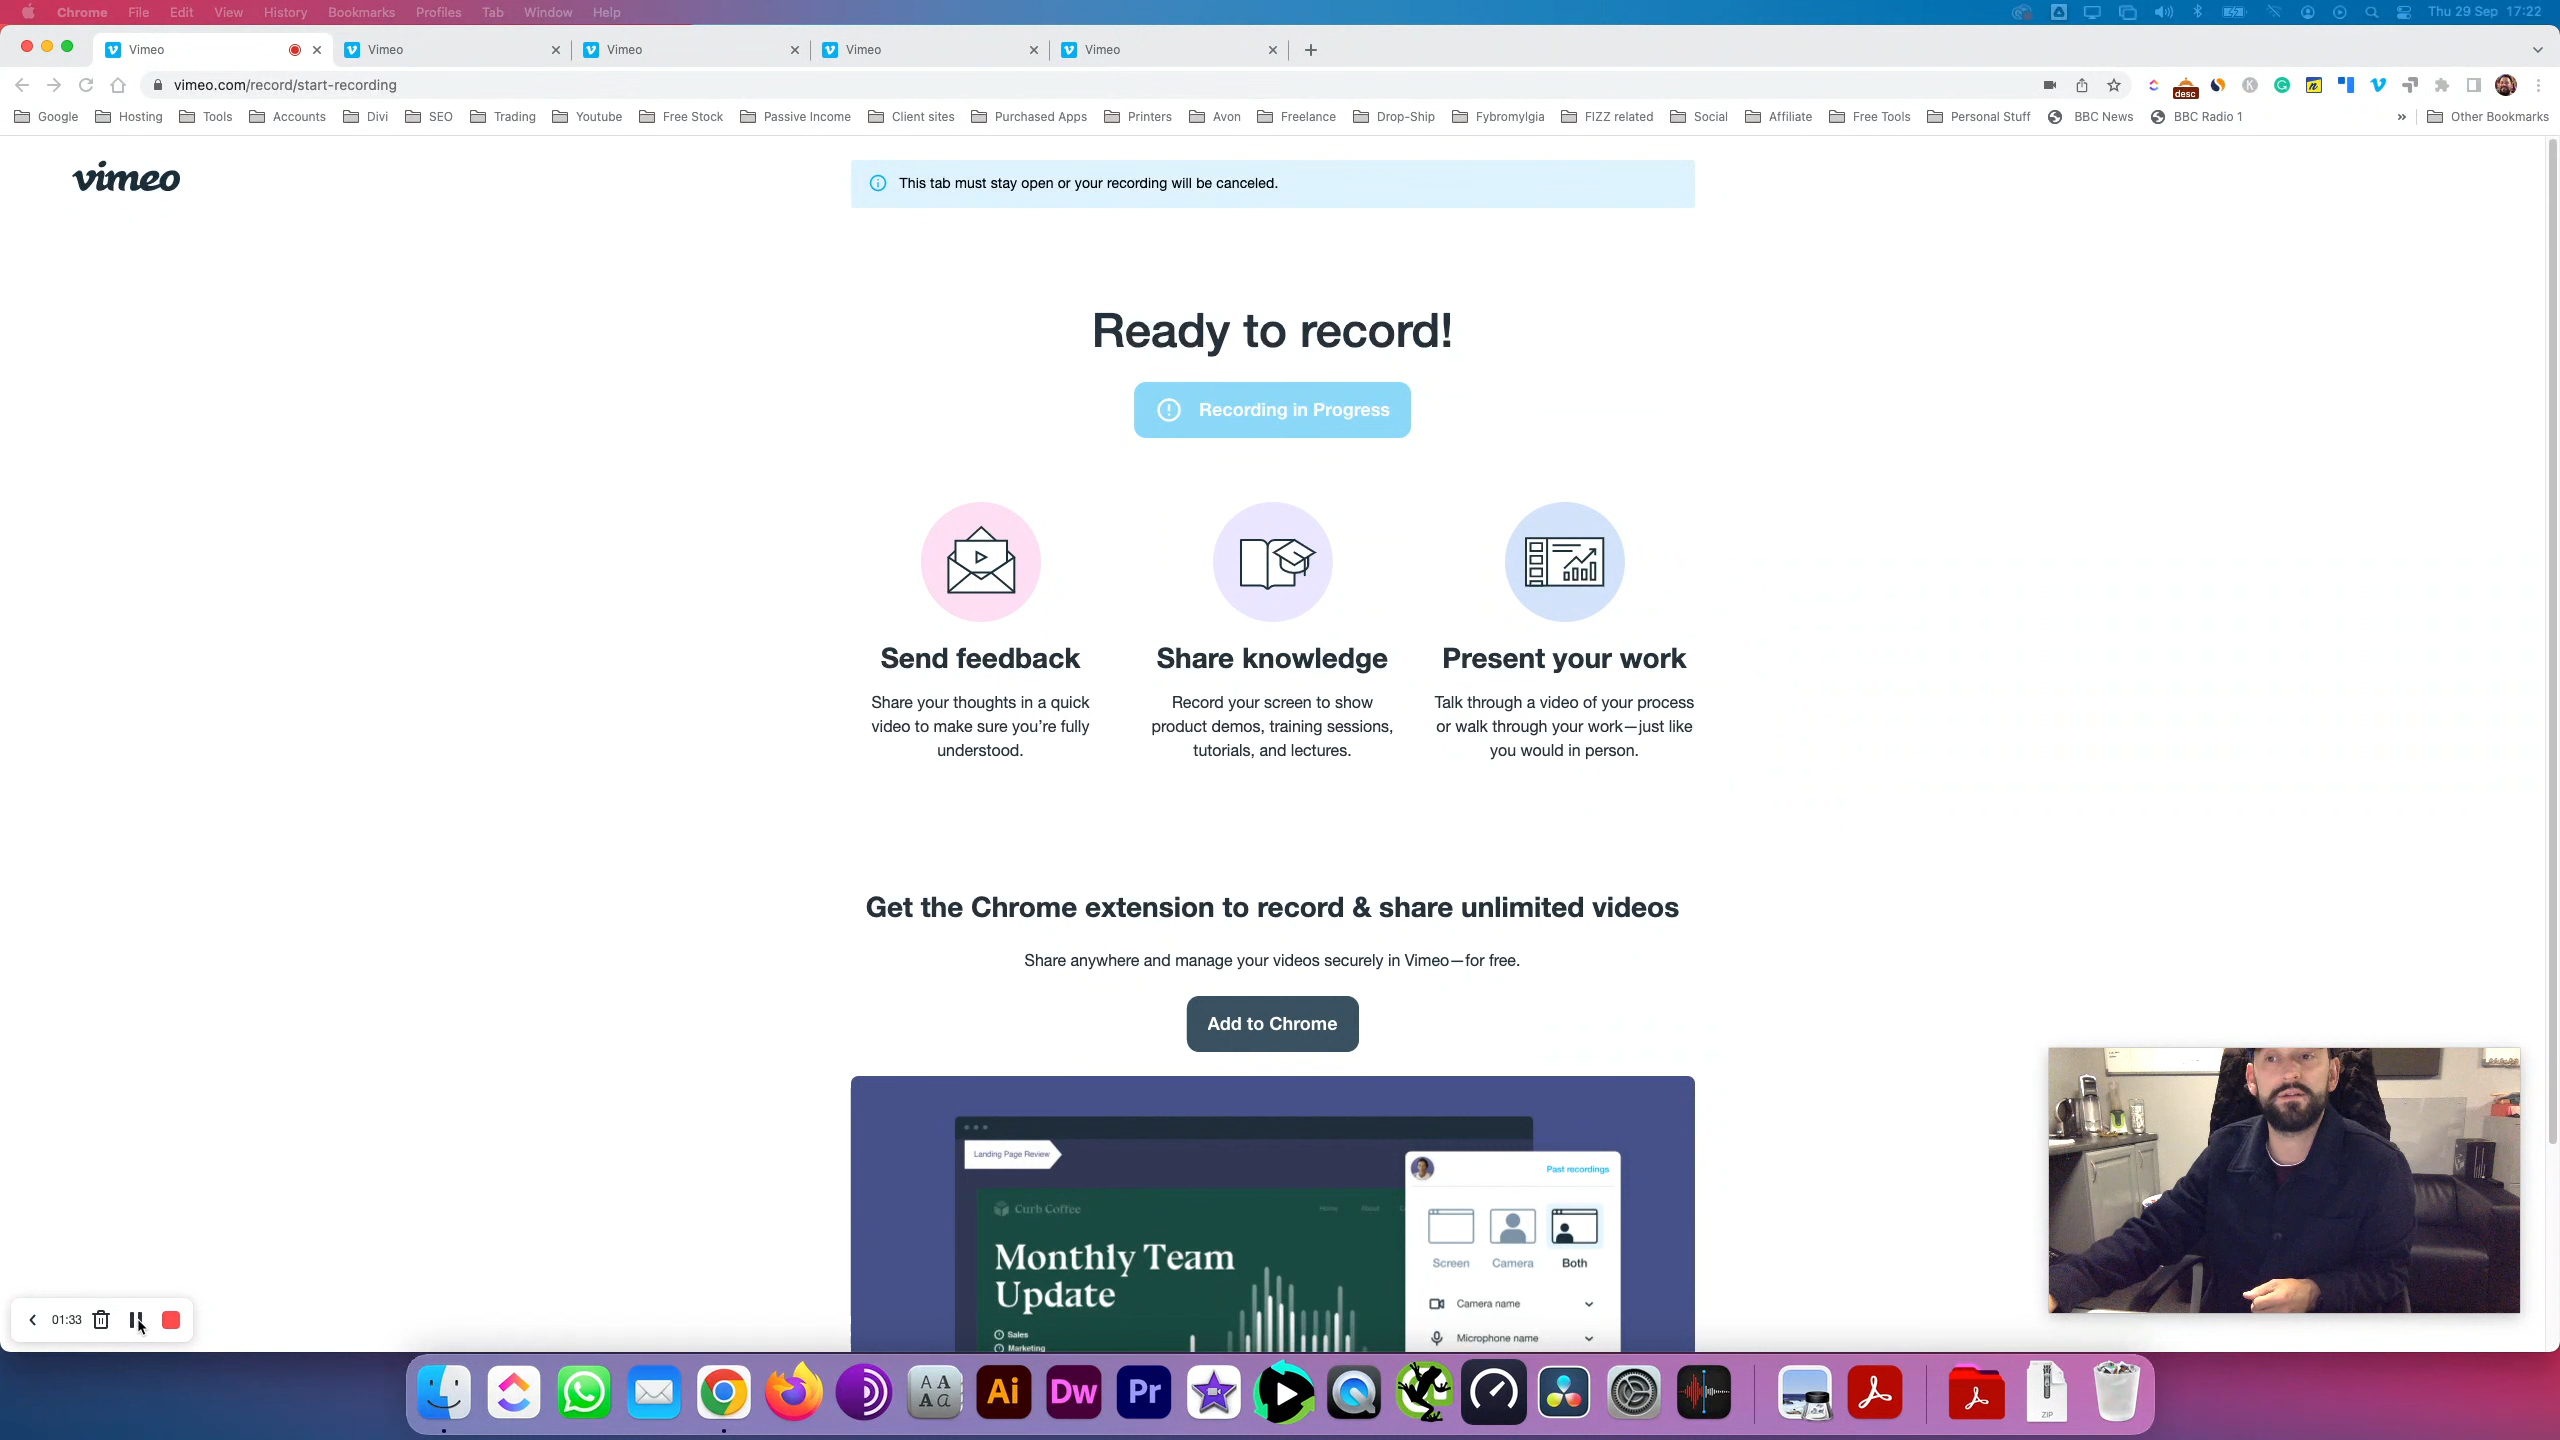 Chrome File Edit View History Bookmarks Profiles Tab Window Help Thu 29 Sep 17:22
Vimeo Vimeo Vimeo Vimeo Vimeo
vimeo.com/record/start-recording
desc
Google Hosting Tools Accounts Divi SEO Trading Youtube Free Stock Passive Income Client sites Purchased Apps Printers Avon Freelance Drop-Ship Fybromylgia FIZZ related Social Affiliate Free Tools Personal Stuff BBC News BBC Radio 1 » Other Bookmarks
vimeo
This tab must stay open or your recording will be canceled.
Ready to record!
Recording in Progress
Send feedback
Share your thoughts in a quick
video to make sure you're fully
understood.
Share knowledge
Record your screen to show
product demos, training sessions,
tutorials, and lectures.
Present your work
Talk through a video of your process
or walk through your work—just like
you would in person.
Get the Chrome extension to record & share unlimited videos
Share anywhere and manage your videos securely in Vimeo—for free.
Add to Chrome
Landing Page Review
Past recordings
Curb Coffee
Home About
Monthly Team
Update
Sales
Marketing
Screen Camera Both
Camera name
Microphone name
01:33
A A
A a
Ai Dw Pr
ZIP